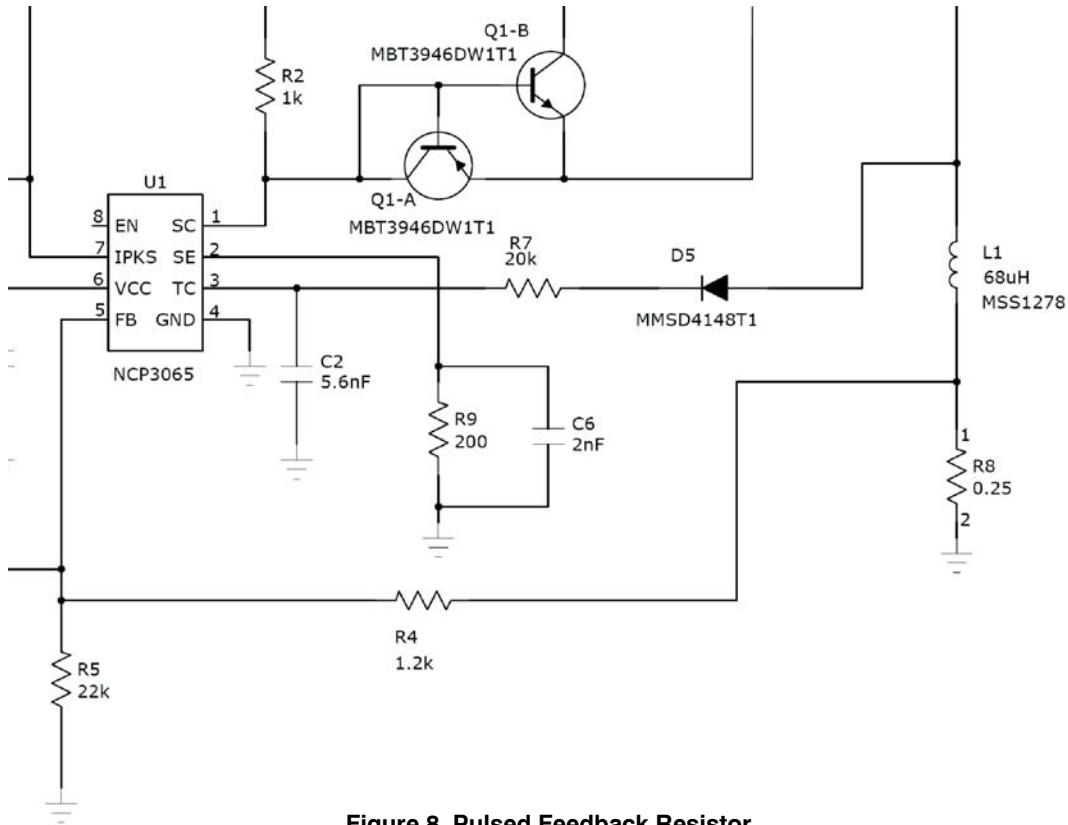 Q1-B
MBT3946DW1T1
R2
1k
U1
Q1-A
MBT3946DW1T1
8 EN SC 1
7 IPKS SE 2
6 VCC TC 3
5 FB GND 4
NCP3065
R7
20k
D5
MMSD4148T1
L1
68uH
MSS1278
C2
5.6nF
R9
200
C6
2nF
1
R8
0.25
2
R4
1.2k
R5
22k
Figure 8. Pulsed Feedback Resistor